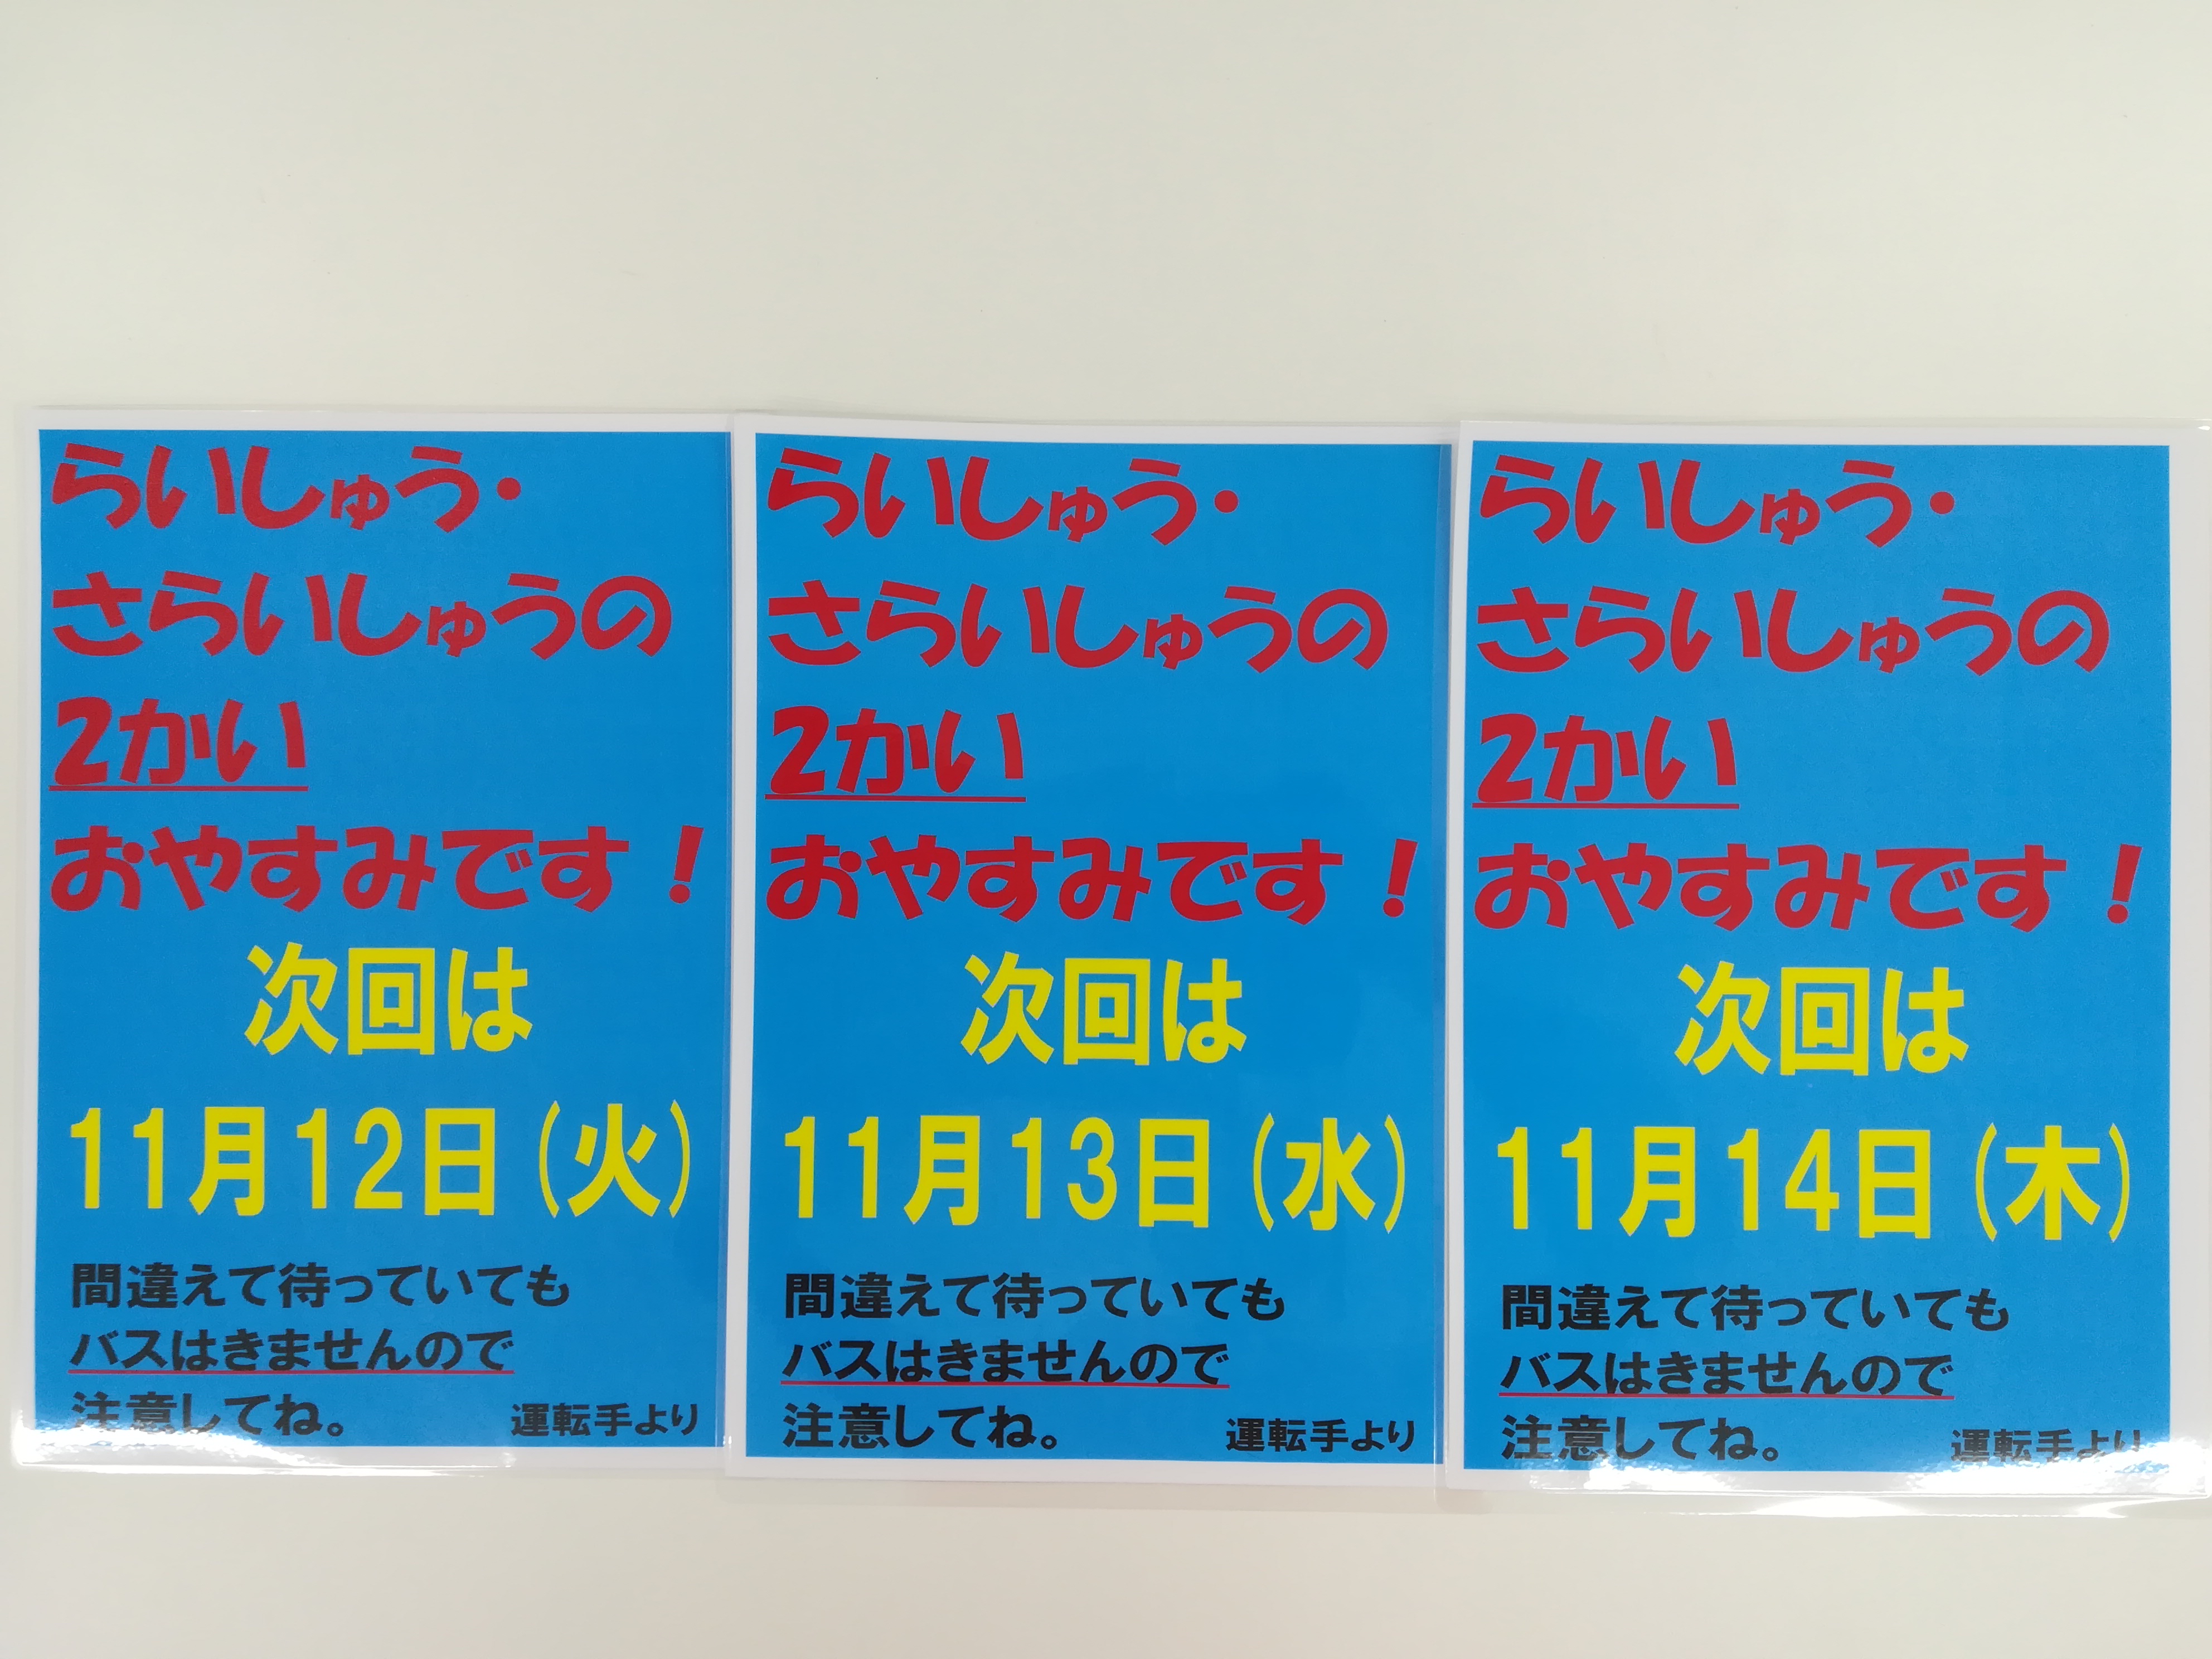 らいしゅう・
さらいしゅうの
2かい
おやすみです！
次回は
11月12日(火)
間違えて待っていても
バスはきませんので
注意してね。 運転手より
らいしゅう・
さらいしゅうの
2かい
おやすみです！
次回は
11月13日(水)
間違えて待っていても
バスはきませんので
注意してね。 運転手より
らいしゅう・
さらいしゅうの
2かい
おやすみです！
次回は
11月14日(木)
間違えて待っていても
バスはきませんので
注意してね。 運転手より